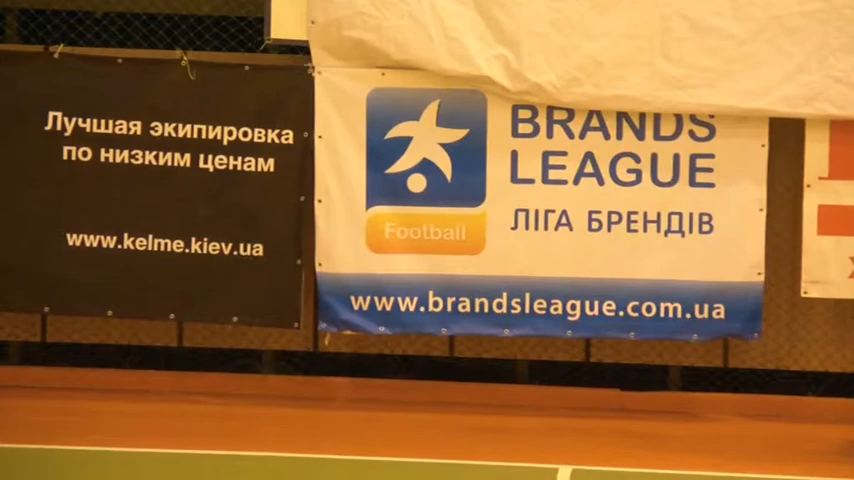 Лучшая экипировка
по низким ценам
www.kelme.kiev.ua
BRANDS
LEAGUE
ЛІГА БРЕНДІВ
Football
www.brandsleague.com.ua